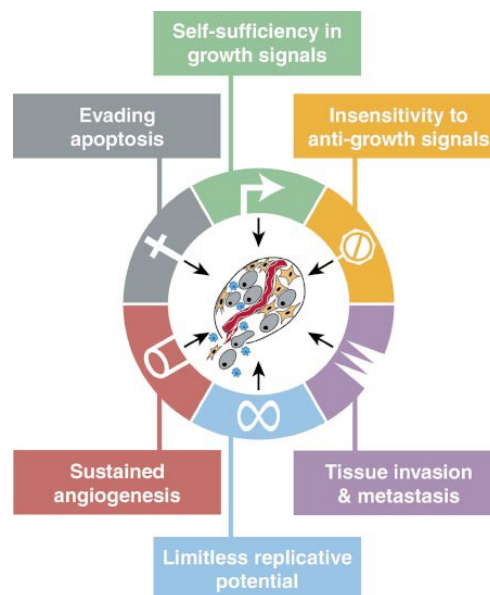 Self-sufficiency in
growth signals
Evading
apoptosis
Insensitivity to
anti-growth signals
Sustained
angiogenesis
Tissue invasion
& metastasis
Limitless replicative
potential